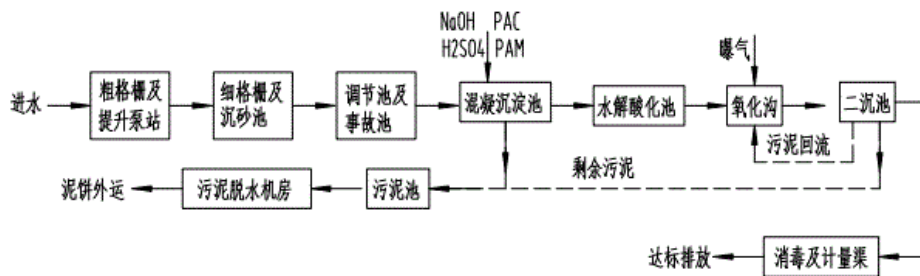 NaOH PAC
H2SO4 PAM
曝气
进水
粗格栅及
提升泵站
细格栅及
沉砂池
调节池及
事故池
混凝沉淀池
水解酸化池
氧化沟
二沉池
污泥回流
泥饼外运
污泥脱水机房
污泥池
剩余污泥
达标排放
消毒及计量渠